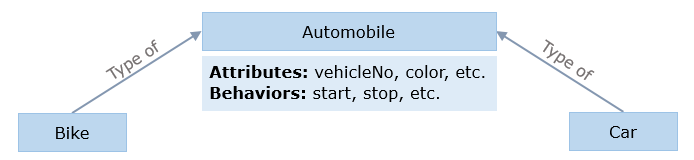 Automobile
Type of
Type of
Attributes: vehicleNo, color, etc.
Behaviors: start, stop, etc.
Bike
Car